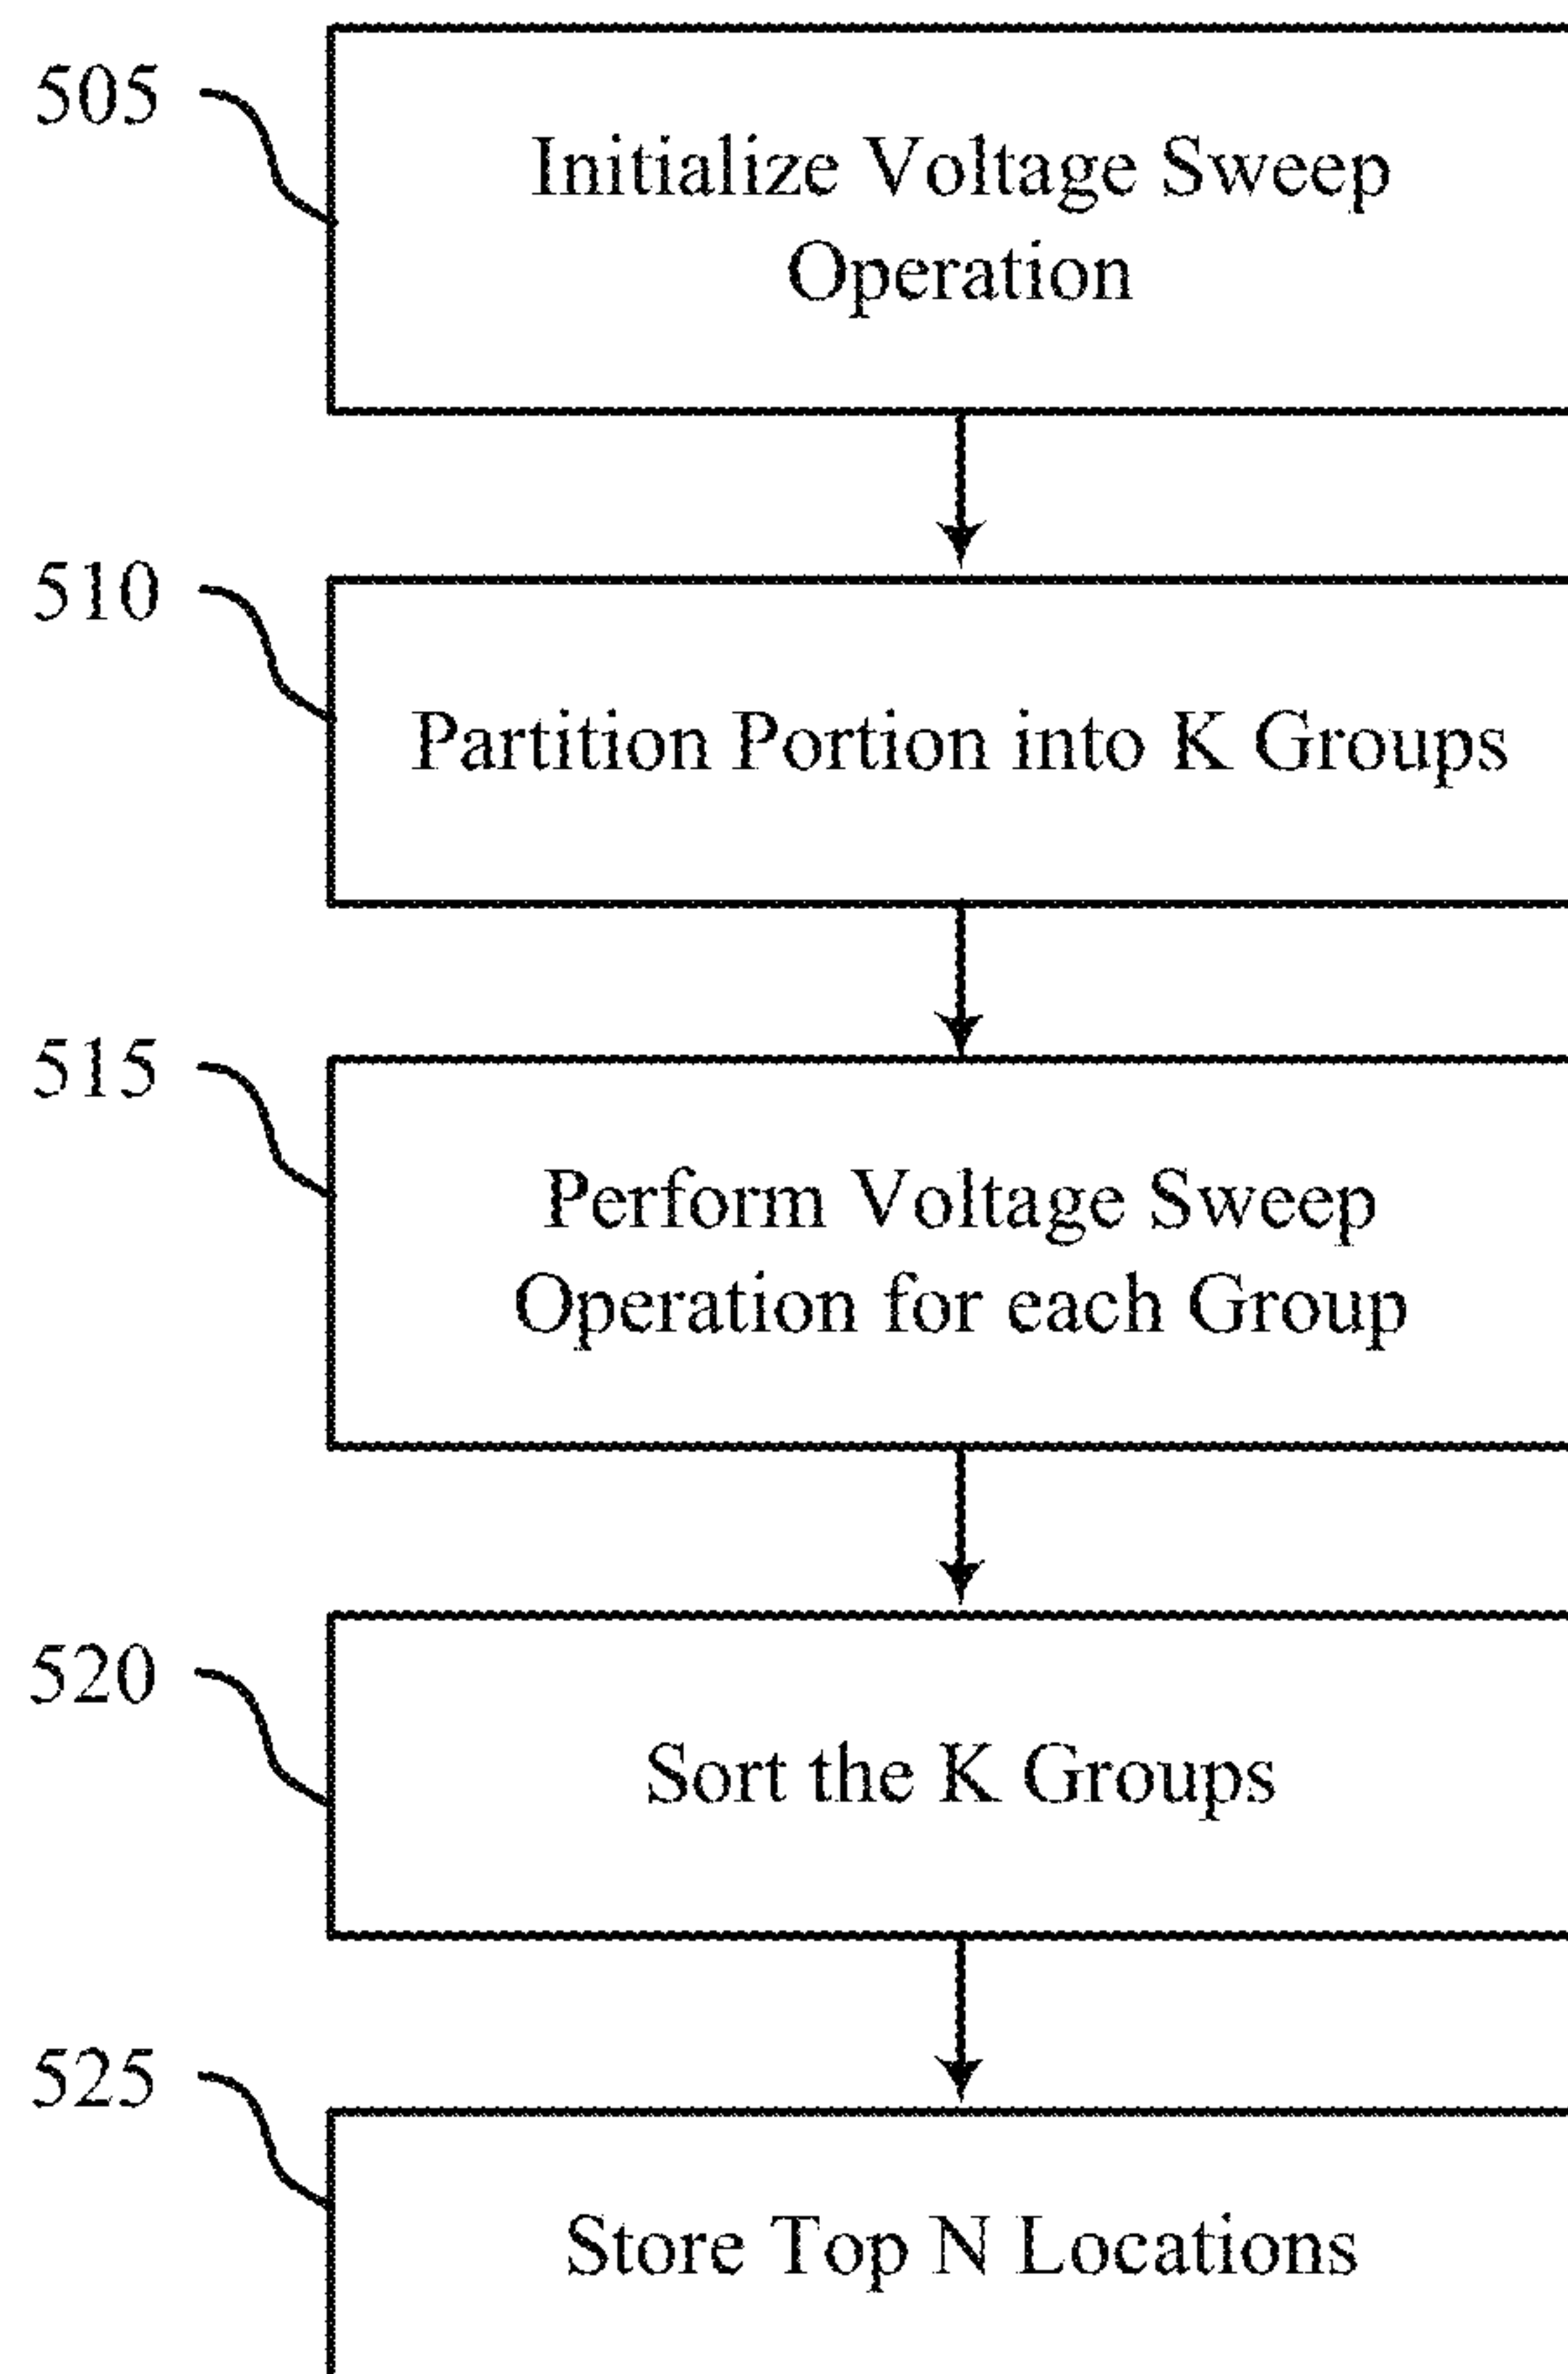 505
Initialize Voltage Sweep
Operation
510
Partition Portion into K Groups
515
Perform Voltage Sweep
Operation for each Group
520
Sort the K Groups
525
Store Top N Locations